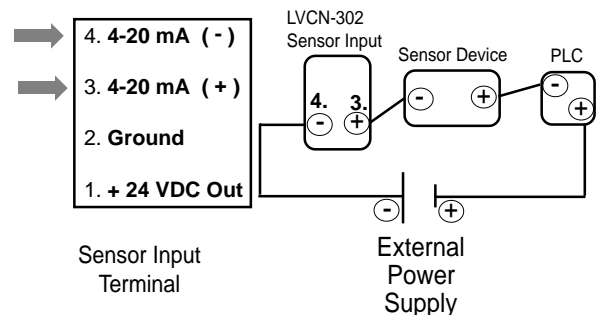 4. 4-20 mA ( - )
3. 4-20 mA ( + )
2. Ground
1. + 24 VDC Out
Sensor Input
Terminal
LVCN-302
Sensor Input
4. 3.
- +
Sensor Device
- +
PLC
-
+
- +
External
Power
Supply